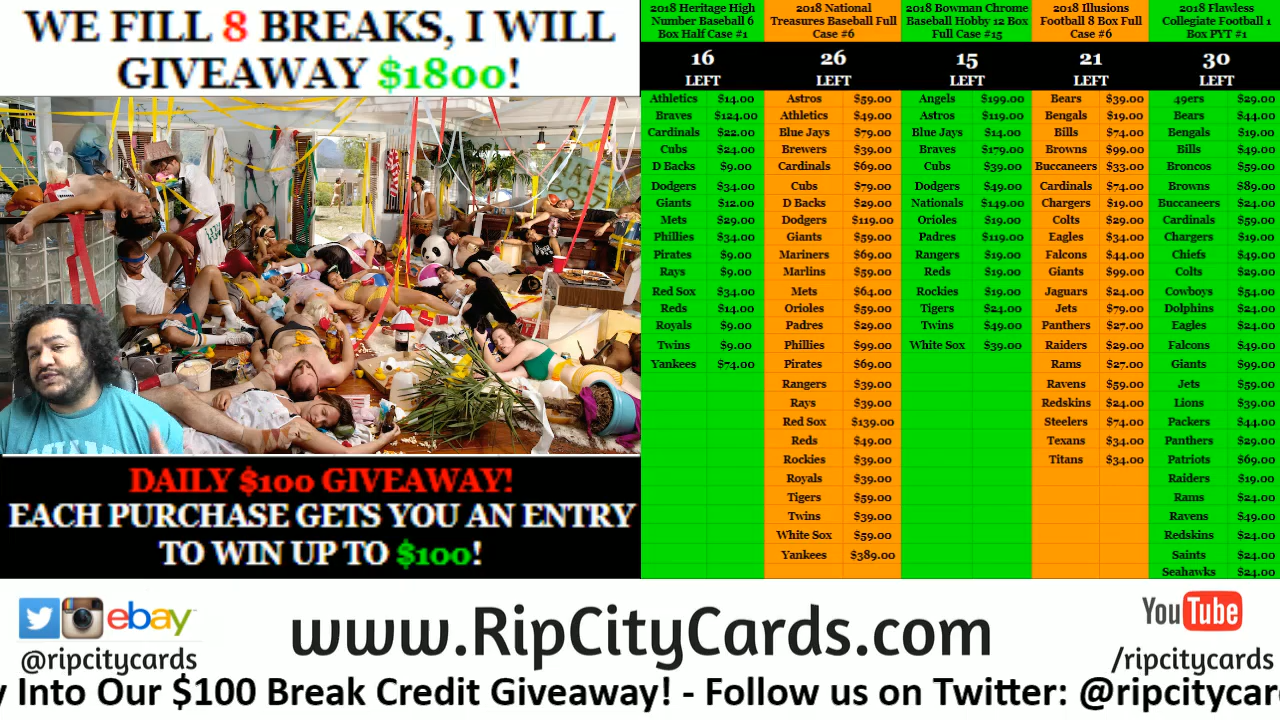 WE FILL 8 BREAKS, I WILL
GIVEAWAY $1800!
DAILY $100 GIVEAWAY!
EACH PURCHASE GETS YOU AN ENTRY
TO WIN UP TO $100!
2018 Heritage High
Number Baseball 6
Box Half Case #1
16
LEFT
Athletics $14.00
Braves $124.00
Cardinals $22.00
Cubs $24.00
D Backs $9.00
Dodgers $34.00
Giants $12.00
Mets $29.00
Phillies $34.00
Pirates $9.00
Rays $9.00
Red Sox $34.00
Reds $14.00
Royals $9.00
Twins $9.00
Yankees $74.00
2018 National
Treasures Baseball Full
Case #6
26
LEFT
Astros $59.00
Athletics $49.00
Blue Jays $79.00
Brewers $39.00
Cardinals $69.00
Cubs $79.00
D Backs $29.00
Dodgers $119.00
Giants $59.00
Mariners $69.00
Marlins $59.00
Mets $64.00
Orioles $59.00
Padres $29.00
Phillies $99.00
Pirates $69.00
Rangers $39.00
Rays $39.00
Red Sox $139.00
Reds $49.00
Rockies $39.00
Royals $39.00
Tigers $59.00
Twins $39.00
White Sox $59.00
Yankees $389.00
2018 Bowman Chrome
Baseball Hobby 12 Box
Full Case #15
15
LEFT
Angels $199.00
Astros $119.00
Blue Jays $14.00
Braves $179.00
Cubs $39.00
Dodgers $49.00
Nationals $149.00
Orioles $19.00
Padres $119.00
Rangers $19.00
Reds $19.00
Rockies $19.00
Tigers $24.00
Twins $49.00
White Sox $39.00
2018 Illusions
Football 8 Box Full
Case #6
21
LEFT
Bears $39.00
Bengals $19.00
Bills $74.00
Browns $99.00
Buccaneers $33.00
Cardinals $74.00
Chargers $19.00
Colts $29.00
Eagles $34.00
Falcons $44.00
Giants $99.00
Jaguars $24.00
Jets $79.00
Panthers $27.00
Raiders $29.00
Rams $27.00
Ravens $59.00
Redskins $24.00
Steelers $74.00
Texans $34.00
Titans $34.00
2018 Flawless
Collegiate Football 1
Box PYT #1
30
LEFT
49ers $29.00
Bears $44.00
Bengals $19.00
Bills $49.00
Broncos $59.00
Browns $89.00
Buccaneers $24.00
Cardinals $59.00
Chargers $19.00
Chiefs $49.00
Colts $29.00
Cowboys $54.00
Dolphins $24.00
Eagles $24.00
Falcons $49.00
Giants $99.00
Jets $59.00
Lions $39.00
Packers $44.00
Panthers $29.00
Patriots $69.00
Raiders $19.00
Rams $24.00
Ravens $49.00
Redskins $24.00
Saints $24.00
Seahawks $24.00
ebay
@ripcitycards
www.RipCityCards.com
YouTube
/ripcitycards
y Into Our $100 Break Credit Giveaway! - Follow us on Twitter: @ripcitycar